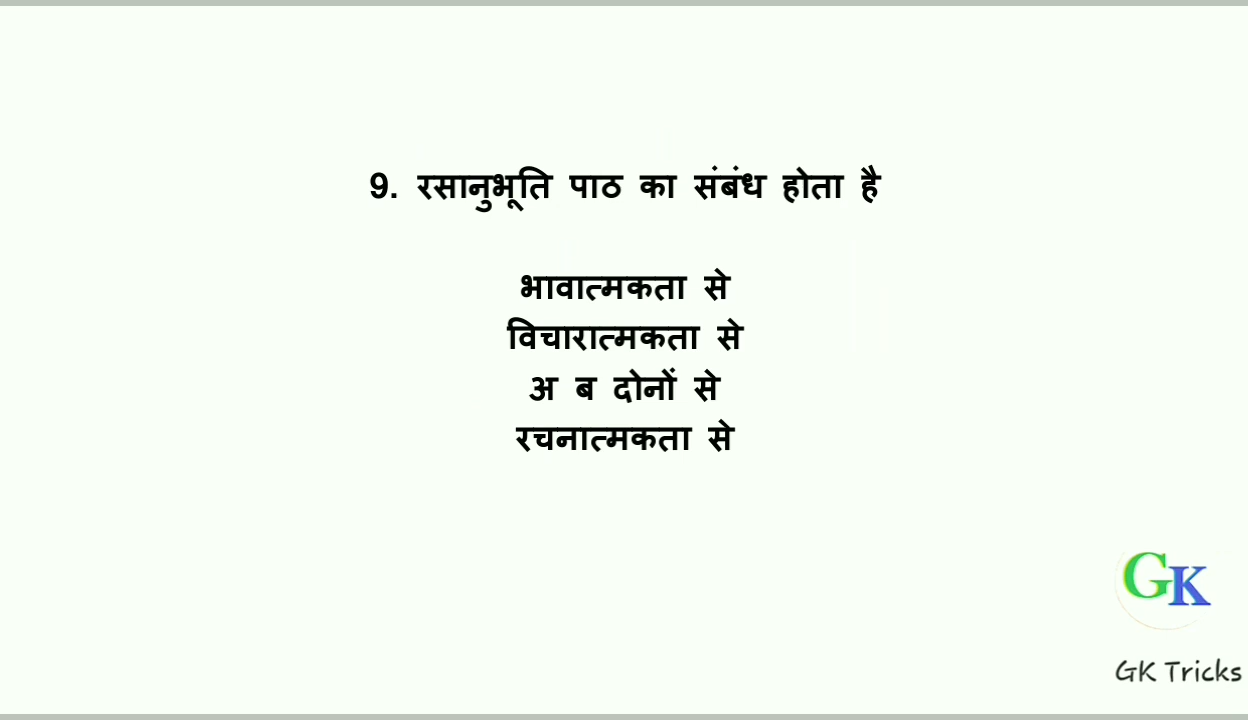 9. रसानुभूति पाठ का संबंध होता है
भावात्मकता से
विचारात्मकता से
अ ब दोनों से
रचनात्मकता से
GK
GK Tricks